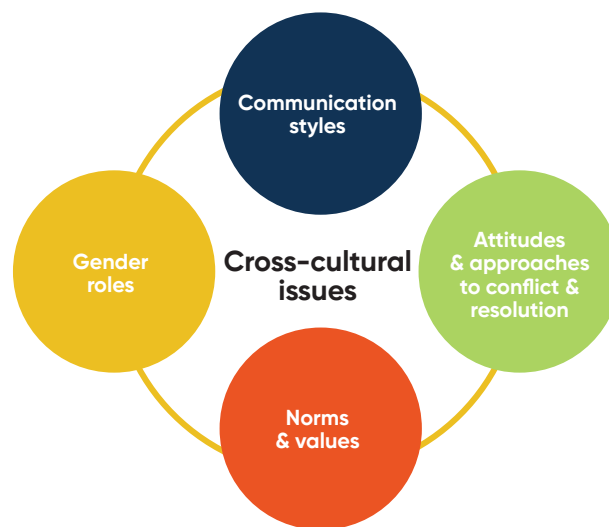 Communication
styles
Gender
roles
Cross-cultural
issues
Attitudes
& approaches
to conflict &
resolution
Norms
& values